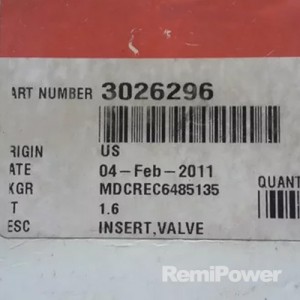 ART NUMBER 3026296
RIGIN US
ATE 04-Feb-2011
KGR MDCREC6485135
QUANT
T 1.6
ESC INSERT,VALVE
RemiPower